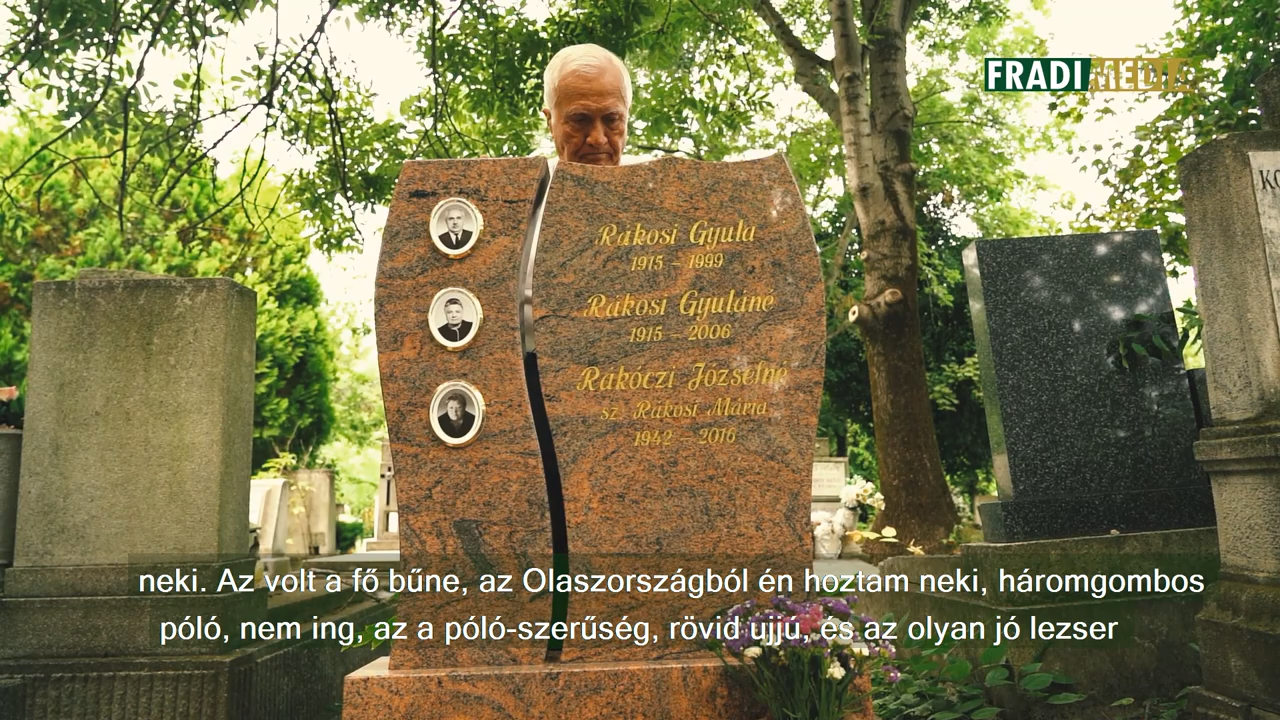 FRADIMEDIA
Rákosi Gyula
1915 – 1999
Rákosi Gyuláné
1915 – 2006
Rákóczi Józsefné
sz Rákosi Mária
1942 – 2016
neki. Az volt a fő bűne, az Olaszországból én hoztam neki, háromgombos
póló, nem ing, az a póló-szerűség, rövid ujjú, és az olyan jó lezser